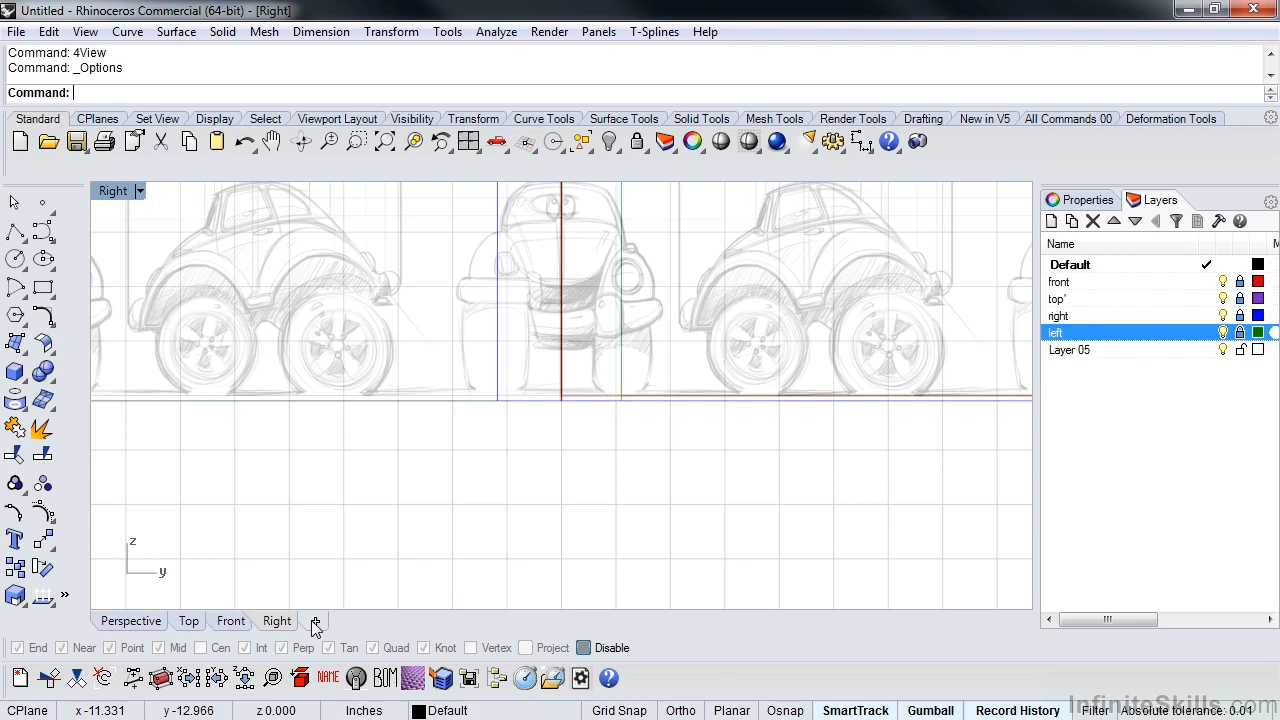 Untitled - Rhinoceros Commercial (64-bit) - [Right]
File Edit View Curve Surface Solid Mesh Dimension Transform Tools Analyze Render Panels T-Splines Help
Command: 4View
Command: _Options
Command:
Standard CPlanes Set View Display Select Viewport Layout Visibility Transform Curve Tools Surface Tools Solid Tools Mesh Tools Render Tools Drafting New in V5 All Commands 00 Deformation Tools
Right
Properties Layers
Name M
Default
front
top'
right
left
Layer 05
z
y
Perspective Top Front Right
End Near Point Mid Cen Int Perp Tan Quad Knot Vertex Project Disable
NAME BOM
CPlane x -11.331 y -12.966 z 0.000 Inches Default Grid Snap Ortho Planar Osnap SmartTrack Gumball Record History Filter Absolute tolerance: 0.01
InfiniteSkills.com